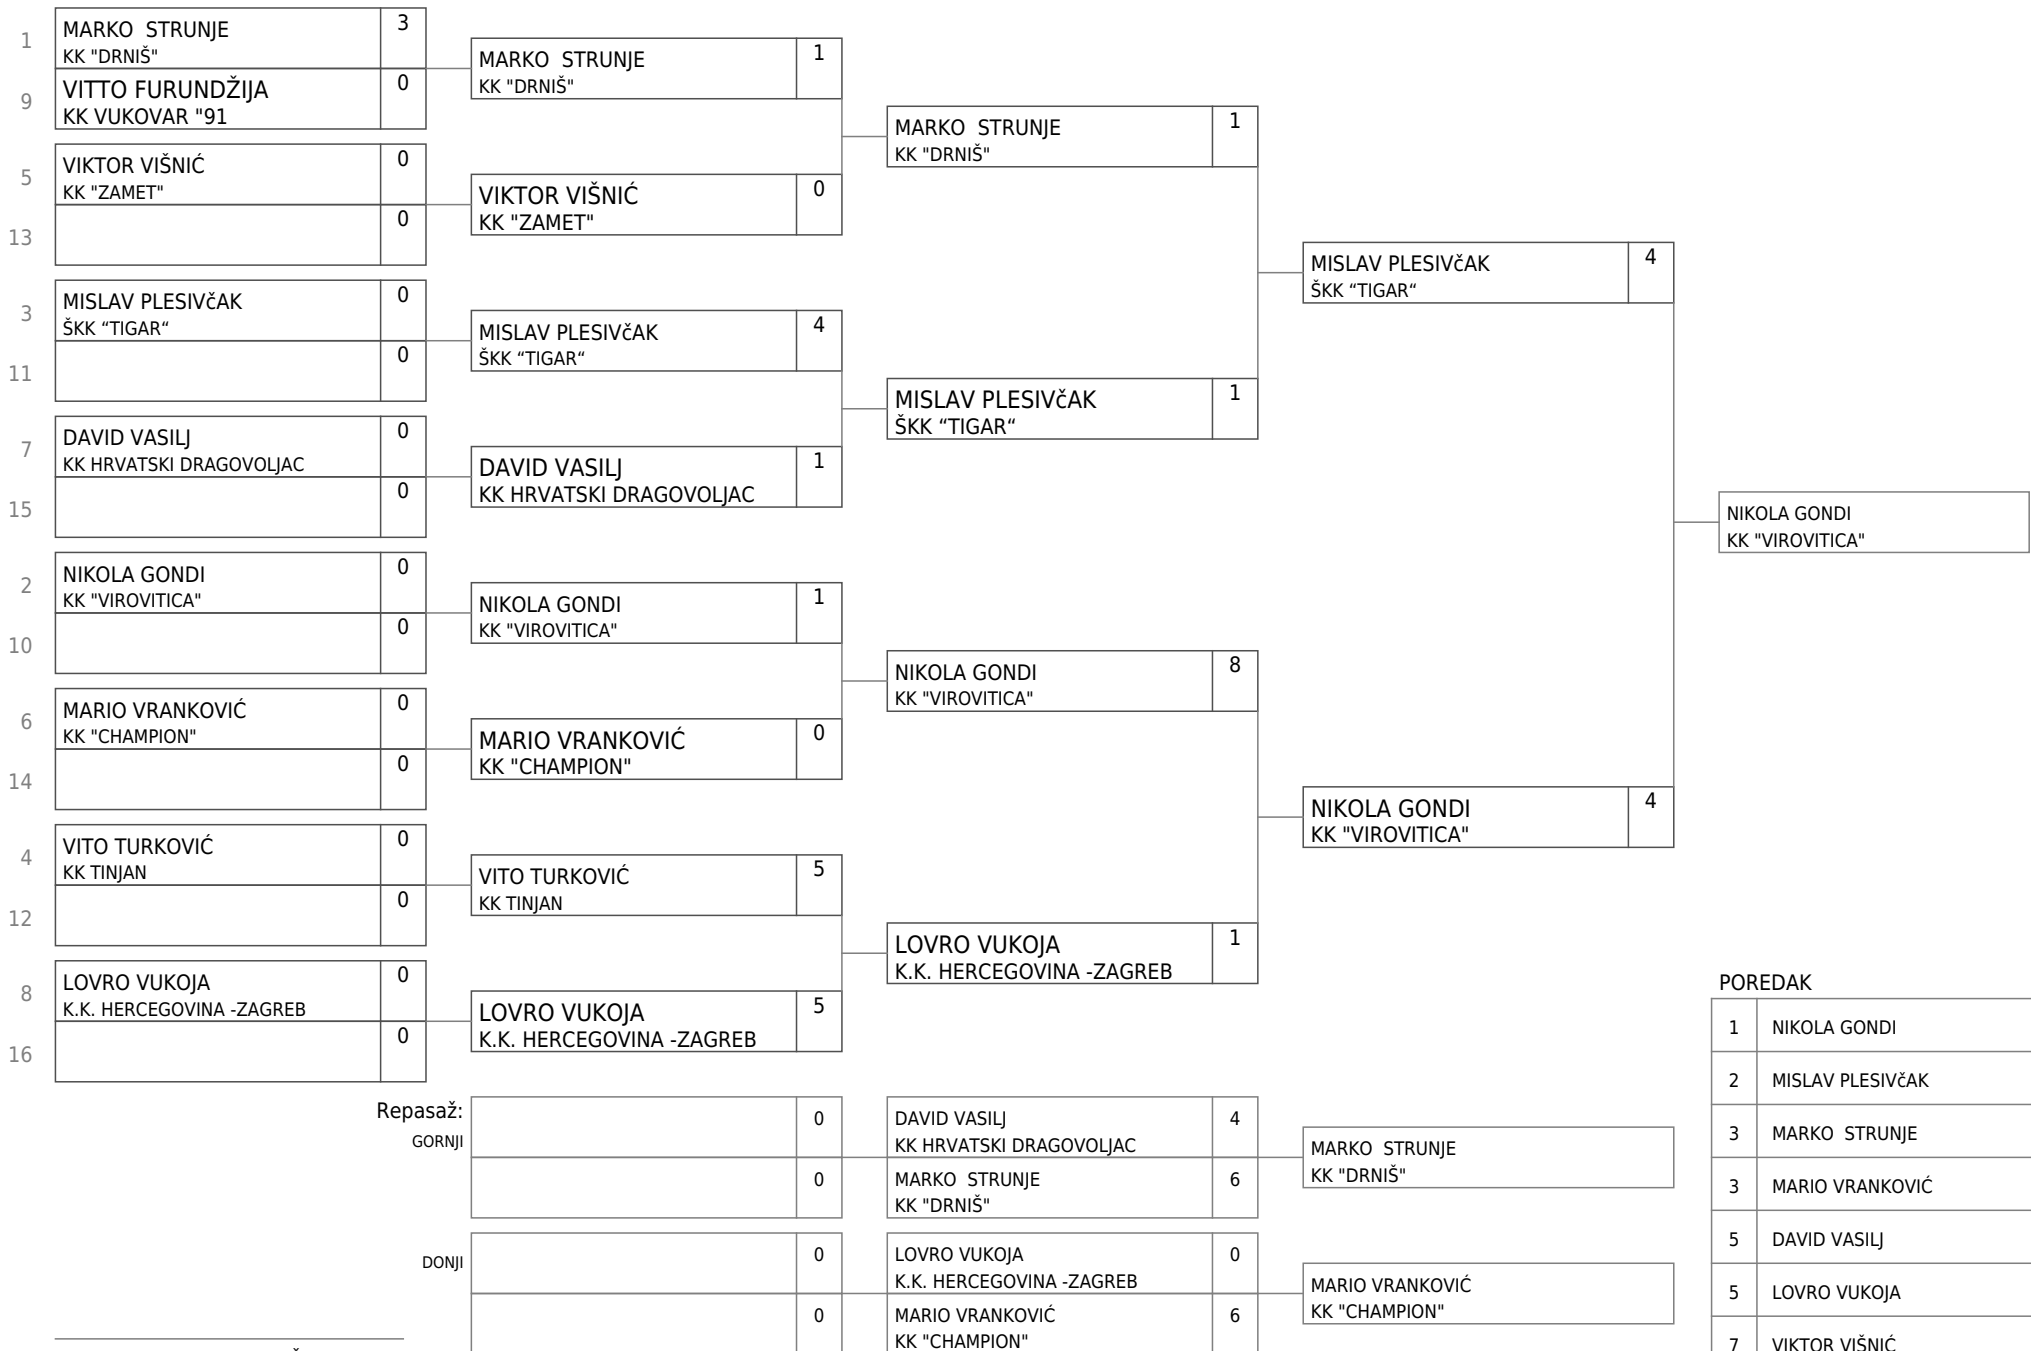 1
MARKO  STRUNJE
KK "DRNIŠ"
3
9
VITTO FURUNDŽIJA
KK VUKOVAR "91
0
5
VIKTOR VIŠNIĆ
KK "ZAMET"
0
13
0
3
MISLAV PLESIVčAK
ŠKK “TIGAR“
0
11
0
7
DAVID VASILJ
KK HRVATSKI DRAGOVOLJAC
0
15
0
2
NIKOLA GONDI
KK "VIROVITICA"
0
10
0
6
MARIO VRANKOVIĆ
KK "CHAMPION"
0
14
0
4
VITO TURKOVIĆ
KK TINJAN
0
12
0
8
LOVRO VUKOJA
K.K. HERCEGOVINA -ZAGREB
0
16
0
MARKO  STRUNJE
KK "DRNIŠ"
1
VIKTOR VIŠNIĆ
KK "ZAMET"
0
MISLAV PLESIVčAK
ŠKK “TIGAR“
4
DAVID VASILJ
KK HRVATSKI DRAGOVOLJAC
1
NIKOLA GONDI
KK "VIROVITICA"
1
MARIO VRANKOVIĆ
KK "CHAMPION"
0
VITO TURKOVIĆ
KK TINJAN
5
LOVRO VUKOJA
K.K. HERCEGOVINA -ZAGREB
5
MARKO  STRUNJE
KK "DRNIŠ"
1
MISLAV PLESIVčAK
ŠKK “TIGAR“
1
NIKOLA GONDI
KK "VIROVITICA"
8
LOVRO VUKOJA
K.K. HERCEGOVINA -ZAGREB
1
MISLAV PLESIVčAK
ŠKK “TIGAR“
4
NIKOLA GONDI
KK "VIROVITICA"
4
NIKOLA GONDI
KK "VIROVITICA"
Repasaž:
GORNJI
0
0
DAVID VASILJ
KK HRVATSKI DRAGOVOLJAC
4
MARKO  STRUNJE
KK "DRNIŠ"
6
MARKO  STRUNJE
KK "DRNIŠ"
DONJI
0
0
LOVRO VUKOJA
K.K. HERCEGOVINA -ZAGREB
0
MARIO VRANKOVIĆ
KK "CHAMPION"
6
MARIO VRANKOVIĆ
KK "CHAMPION"
POREDAK
1 NIKOLA GONDI
2 MISLAV PLESIVčAK
3 MARKO  STRUNJE
3 MARIO VRANKOVIĆ
5 DAVID VASILJ
5 LOVRO VUKOJA
7 VIKTOR VIŠNIĆ